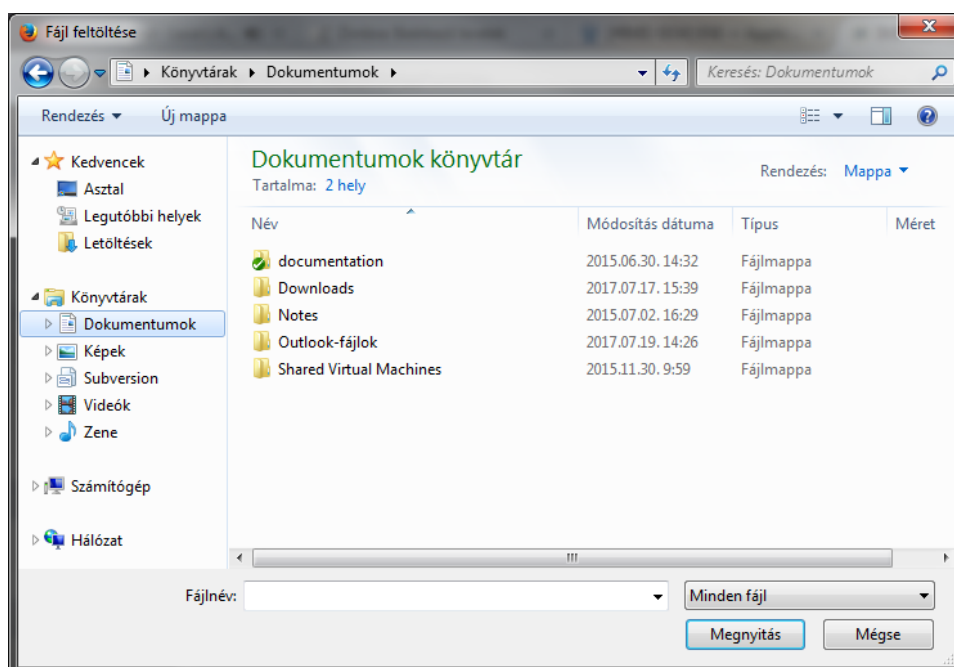 Fájl feltöltése
Könyvtárak Dokumentumok
Keresés: Dokumentumok
Rendezés Új mappa
Kedvencek
Asztal
Legutóbbi helyek
Letöltések
Könyvtárak
Dokumentumok
Képek
Subversion
Videók
Zene
Számítógép
Hálózat
Dokumentumok könyvtár
Tartalma: 2 hely
Rendezés: Mappa
Név Módosítás dátuma Típus Méret
documentation 2015.06.30. 14:32 Fájlmappa
Downloads 2017.07.17. 15:39 Fájlmappa
Notes 2015.07.02. 16:29 Fájlmappa
Outlook-fájlok 2017.07.19. 14:26 Fájlmappa
Shared Virtual Machines 2015.11.30. 9:59 Fájlmappa
Fájlnév:
Minden fájl
Megnyitás Mégse